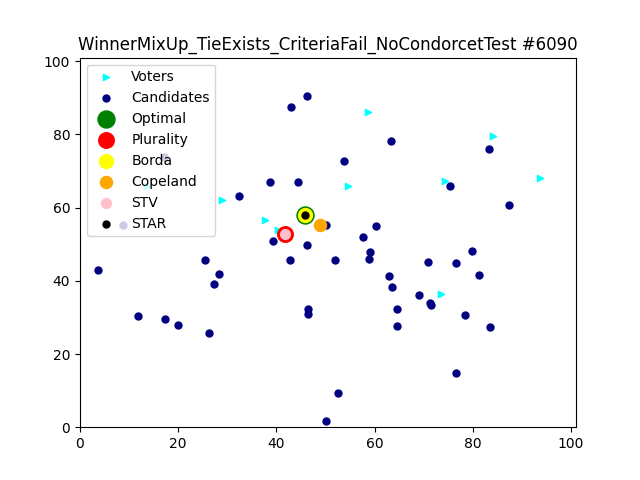 WinnerMixUp_TieExists_CriteriaFail_NoCondorcetTest #6090
100
80
60
40
20
0
Voters
Candidates
Optimal
Plurality
Borda
Copeland
STV
STAR
0 20 40 60 80 100